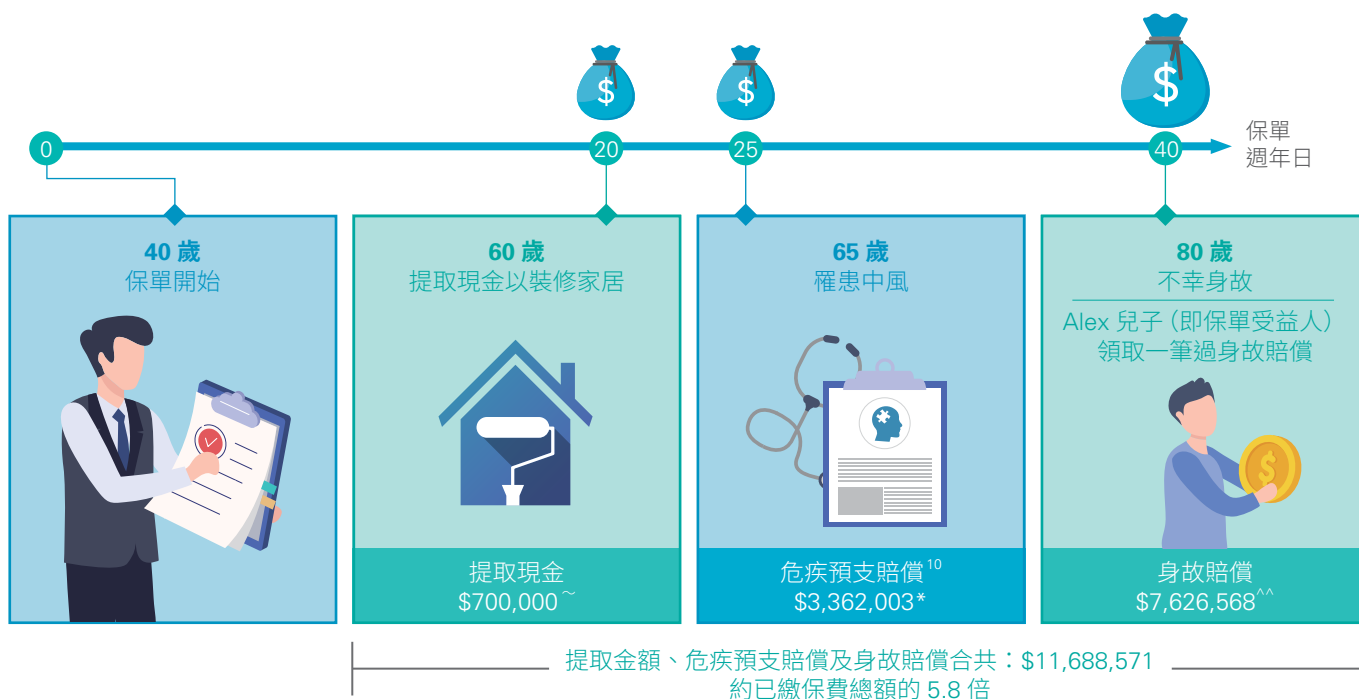 $
$
$
0
20
25
40
保單
週年日
40 歲
保單開始
60 歲
提取現金以裝修家居
提取現金
$700,000~
65 歲
罹患中風
危疾預支賠償10
$3,362,003*
80 歲
不幸身故
Alex 兒子（即保單受益人）
領取一筆過身故賠償
$
身故賠償
$7,626,568^^
提取金額、危疾預支賠償及身故賠償合共：$11,688,571
約已繳保費總額的 5.8 倍